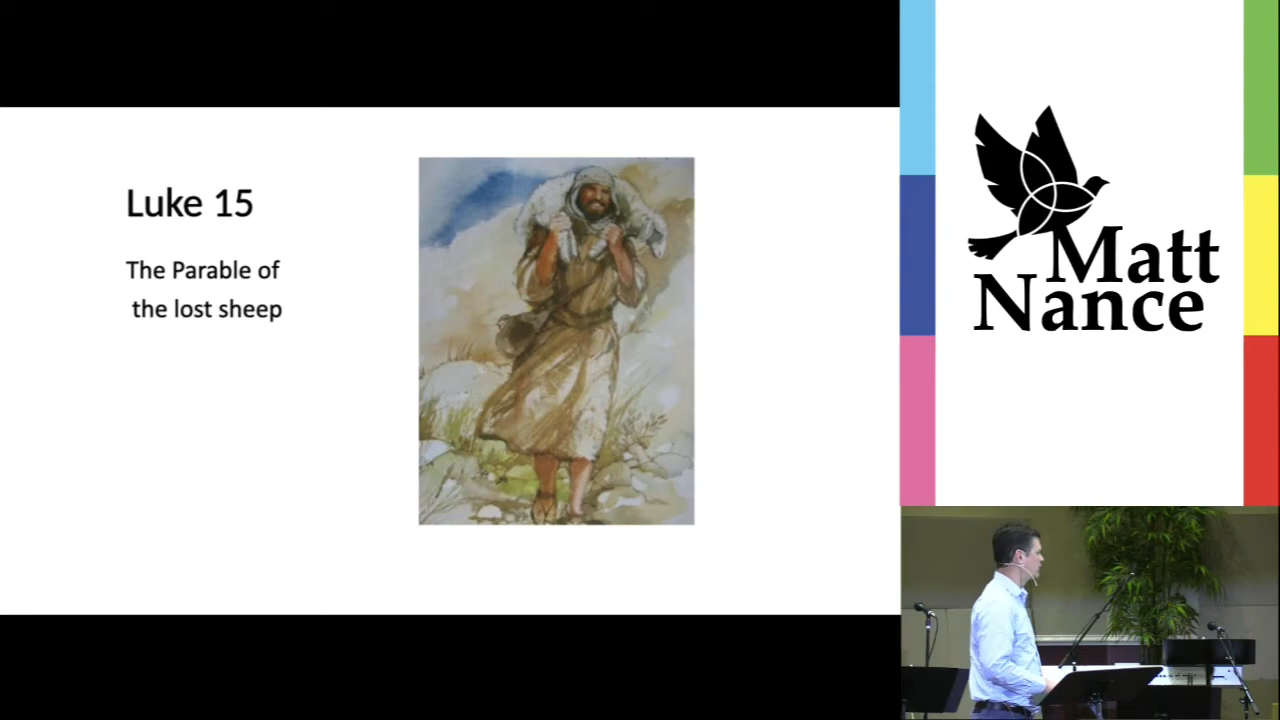 Luke 15
The Parable of
the lost sheep
Matt
Nance